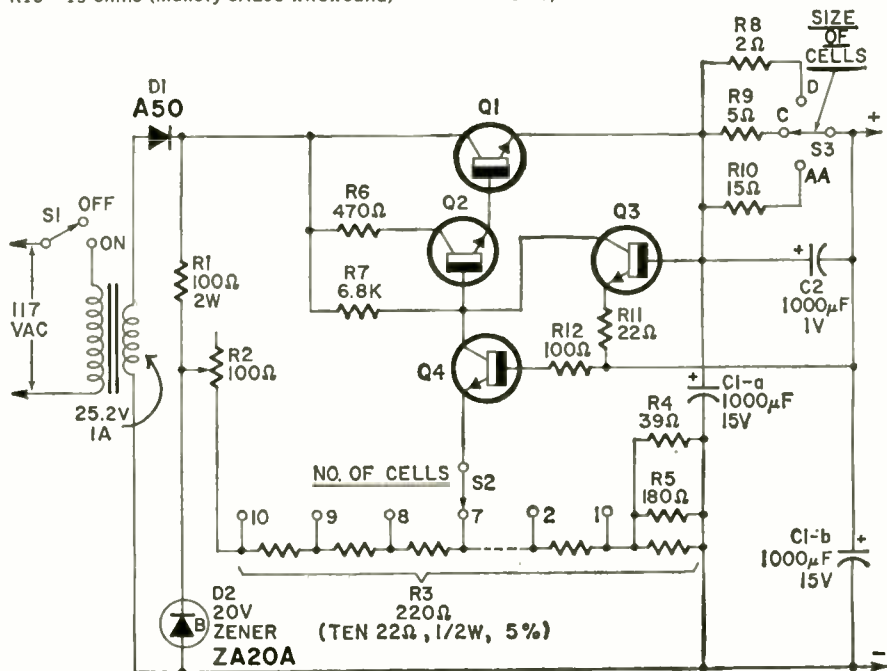 SIZE
OF
CELLS
R8
2Ω
D
R9
5Ω
C
S3
+
R10
15Ω
AA
D1
A50
Q1
Q2
R6
470Ω
Q3
R7
6.8K
S1
OFF
ON
117
VAC
25.2V
1A
R1
100Ω
2W
R2
100Ω
+
C2
1000µF
1V
R11
22Ω
R12
100Ω
Q4
+
C1-a
1000µF
15V
R4
39Ω
R5
180Ω
NO. OF CELLS
S2
10
9
8
7
2
1
+
C1-b
1000µF
15V
R3
220Ω
(TEN 22Ω, 1/2W, 5%)
D2
20V
ZENER
ZA20A
B
−